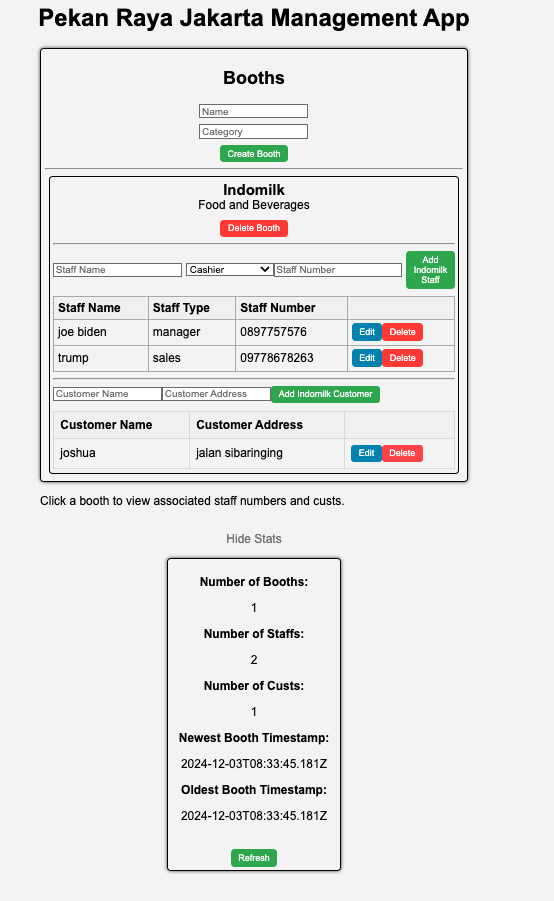 Pekan Raya Jakarta Management App
Booths
Name
Category
Create Booth
Indomilk
Food and Beverages
Delete Booth
Staff Name Cashier Staff Number Add Indomilk Staff
Staff Name Staff Type Staff Number
joe biden manager 0897757576 Edit Delete
trump sales 09778678263 Edit Delete
Customer Name Customer Address Add Indomilk Customer
Customer Name Customer Address
joshua jalan sibaringing Edit Delete
Click a booth to view associated staff numbers and custs.
Hide Stats
Number of Booths:
1
Number of Staffs:
2
Number of Custs:
1
Newest Booth Timestamp:
2024-12-03T08:33:45.181Z
Oldest Booth Timestamp:
2024-12-03T08:33:45.181Z
Refresh